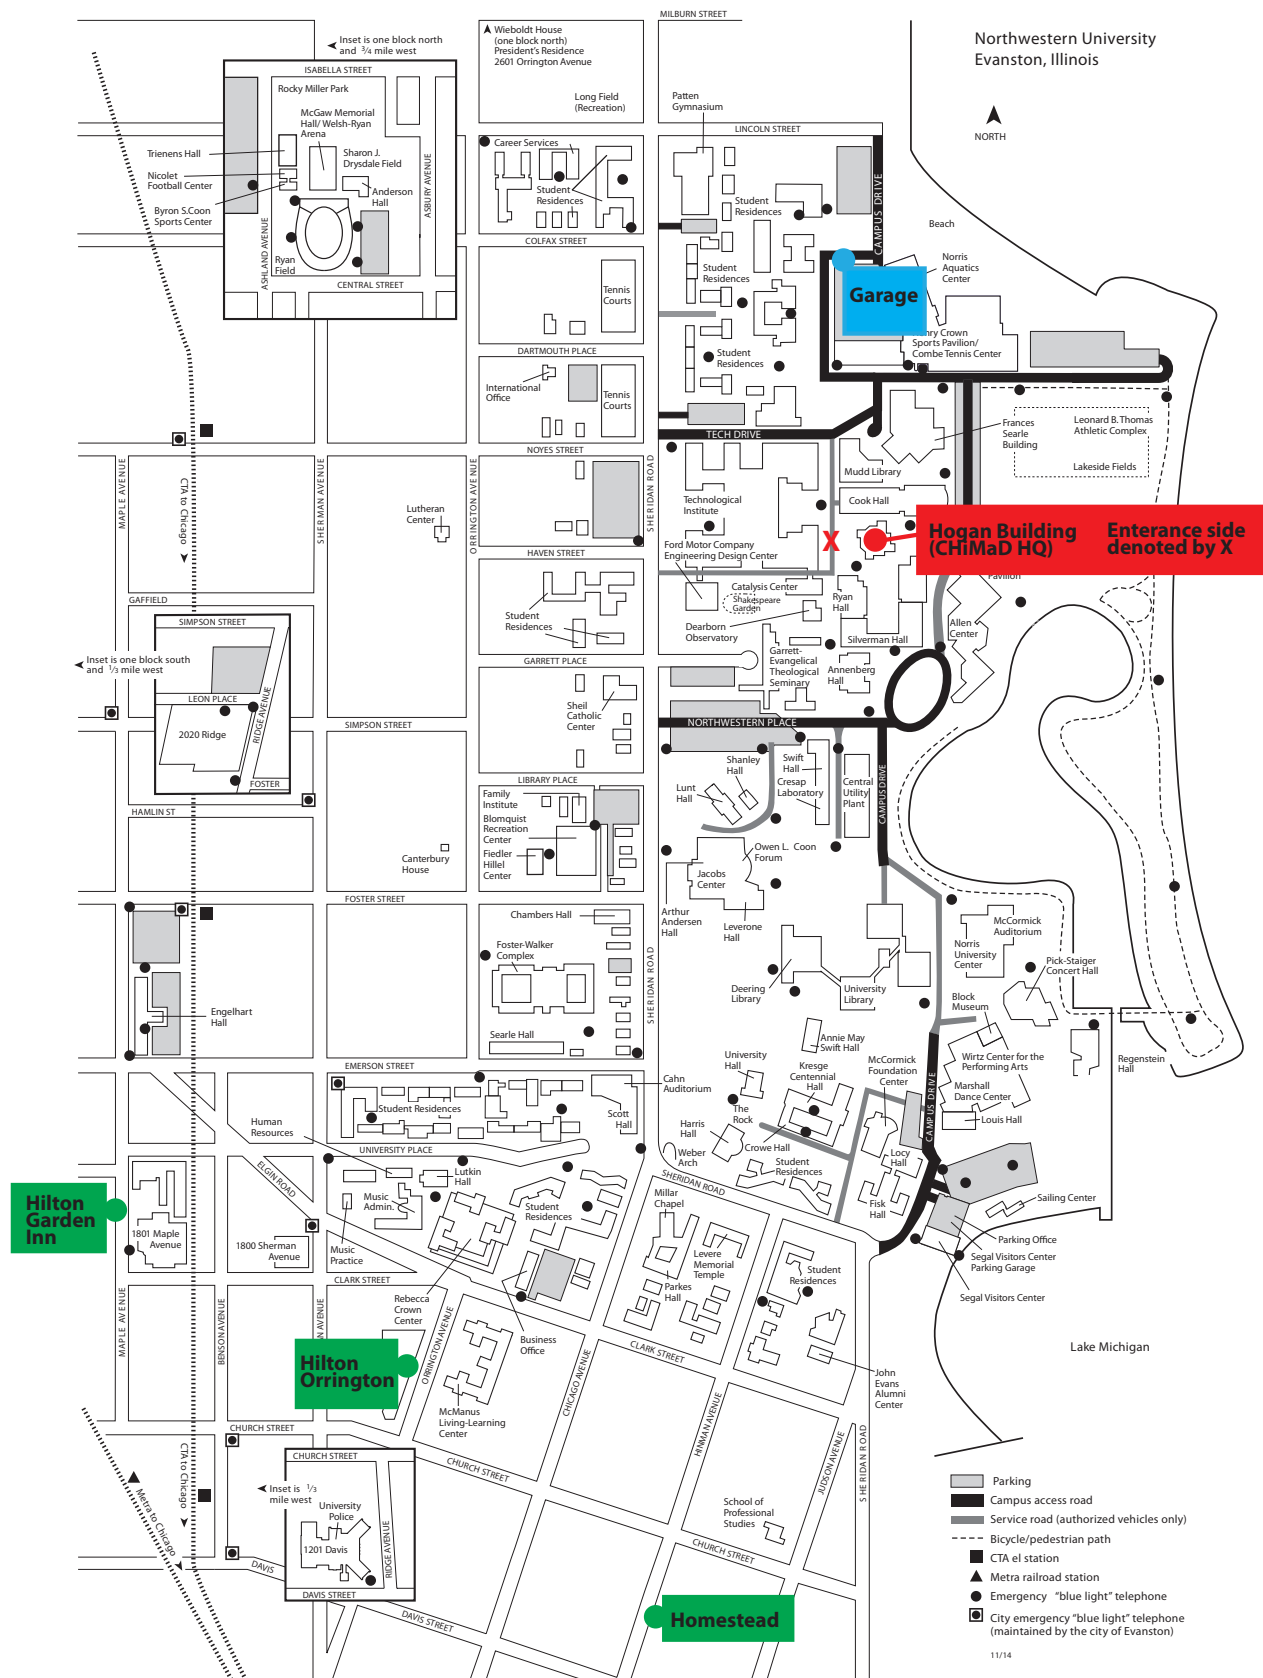 MILBURN STREET
Northwestern University
Evanston, Illinois
NORTH
Inset is one block north
and 3/4 mile west
Wieboldt House
(one block north)
President's Residence
2601 Orrington Avenue
Long Field
(Recreation)
Patten
Gymnasium
LINCOLN STREET
ISABELLA STREET
Rocky Miller Park
McGaw Memorial
Hall/ Welsh-Ryan
Arena
Trienens Hall
Sharon J.
Drysdale Field
Nicolet
Football Center
Anderson
Hall
Byron S.Coon
Sports Center
Ryan
Field
ASHLAND AVENUE
ASBURY AVENUE
CENTRAL STREET
Career Services
Student
Residences
COLFAX STREET
Student
Residences
CAMPUS DRIVE
Beach
Norris
Aquatics
Center
Student
Residences
Garage
Tennis
Courts
Sports Pavilion/
Combe Tennis Center
DARTMOUTH PLACE
Student
Residences
International
Office
Tennis
Courts
Frances
Searle
Building
Leonard B. Thomas
Athletic Complex
Lakeside Fields
TECH DRIVE
NOYES STREET
Mudd Library
Cook Hall
MAPLE AVENUE
CTA to Chicago
SHERMAN AVENUE
ORRINGTON AVENUE
SHERIDAN ROAD
Lutheran
Center
Technological
Institute
Hogan Building
(CHiMaD HQ)
Enterance side
denoted by X
X
Ford Motor Company
Engineering Design Center
HAVEN STREET
Pavilion
Catalysis Center
Shakespeare
Garden
Ryan
Hall
Dearborn
Observatory
Silverman Hall
Allen
Center
GAFFIELD
SIMPSON STREET
Student
Residences
Garrett-
Evangelical
Theological
Seminary
Annenberg
Hall
Inset is one block south
and 1/3 mile west
GARRETT PLACE
LEON PLACE
2020 Ridge
RIDGE AVENUE
FOSTER
Sheil
Catholic
Center
SIMPSON STREET
NORTHWESTERN PLACE
Shanley
Hall
Swift
Hall
Cresap
Laboratory
Central
Utility
Plant
CAMPUS DRIVE
Lunt
Hall
LIBRARY PLACE
Family
Institute
Blomquist
Recreation
Center
Fiedler
Hillel
Center
HAMLIN ST
Canterbury
House
Owen L. Coon
Forum
Jacobs
Center
Arthur
Andersen
Hall
Leverone
Hall
FOSTER STREET
Chambers Hall
Foster-Walker
Complex
SHERIDAN ROAD
McCormick
Auditorium
Norris
University
Center
Pick-Staiger
Concert Hall
Deering
Library
University
Library
Block
Museum
Engelhart
Hall
Searle Hall
Annie May
Swift Hall
Wirtz Center for the
Performing Arts
Regenstein
Hall
University
Hall
Kresge
Centennial
Hall
McCormick
Foundation
Center
Marshall
Dance Center
Louis Hall
CAMPUS DRIVE
EMERSON STREET
Cahn
Auditorium
Student Residences
Scott
Hall
The
Rock
Harris
Hall
Crowe Hall
Weber
Arch
Locy
Hall
Human
Resources
UNIVERSITY PLACE
ELGIN ROAD
Lutkin
Hall
Student
Residences
SHERIDAN ROAD
Fisk
Hall
Sailing Center
Hilton
Garden
Inn
1801 Maple
Avenue
Music
Admin.
Student
Residences
Millar
Chapel
Parking Office
Segal Visitors Center
Parking Garage
Segal Visitors Center
1800 Sherman
Avenue
Music
Practice
Levere
Memorial
Temple
Parkes
Hall
Student
Residences
CLARK STREET
Rebecca
Crown
Center
Business
Office
MAPLE AVENUE
BENSON AVENUE
N AVENUE
ORRINGTON AVENUE
CHICAGO AVENUE
CLARK STREET
Hilton
Orrington
Lake Michigan
John
Evans
Alumni
Center
McManus
Living-Learning
Center
HINMAN AVENUE
JUDSON AVENUE
SHERIDAN ROAD
CHURCH STREET
CHURCH STREET
CHURCH STREET
CTA to Chicago
Metra to Chicago
Inset is 1/3
mile west
University
Police
1201 Davis
RIDGE AVENUE
DAVIS STREET
DAVIS
DAVIS STREET
School of
Professional
Studies
CHURCH STREET
Homestead
Parking
Campus access road
Service road (authorized vehicles only)
Bicycle/pedestrian path
CTA el station
Metra railroad station
Emergency "blue light" telephone
City emergency "blue light" telephone
(maintained by the city of Evanston)
11/14